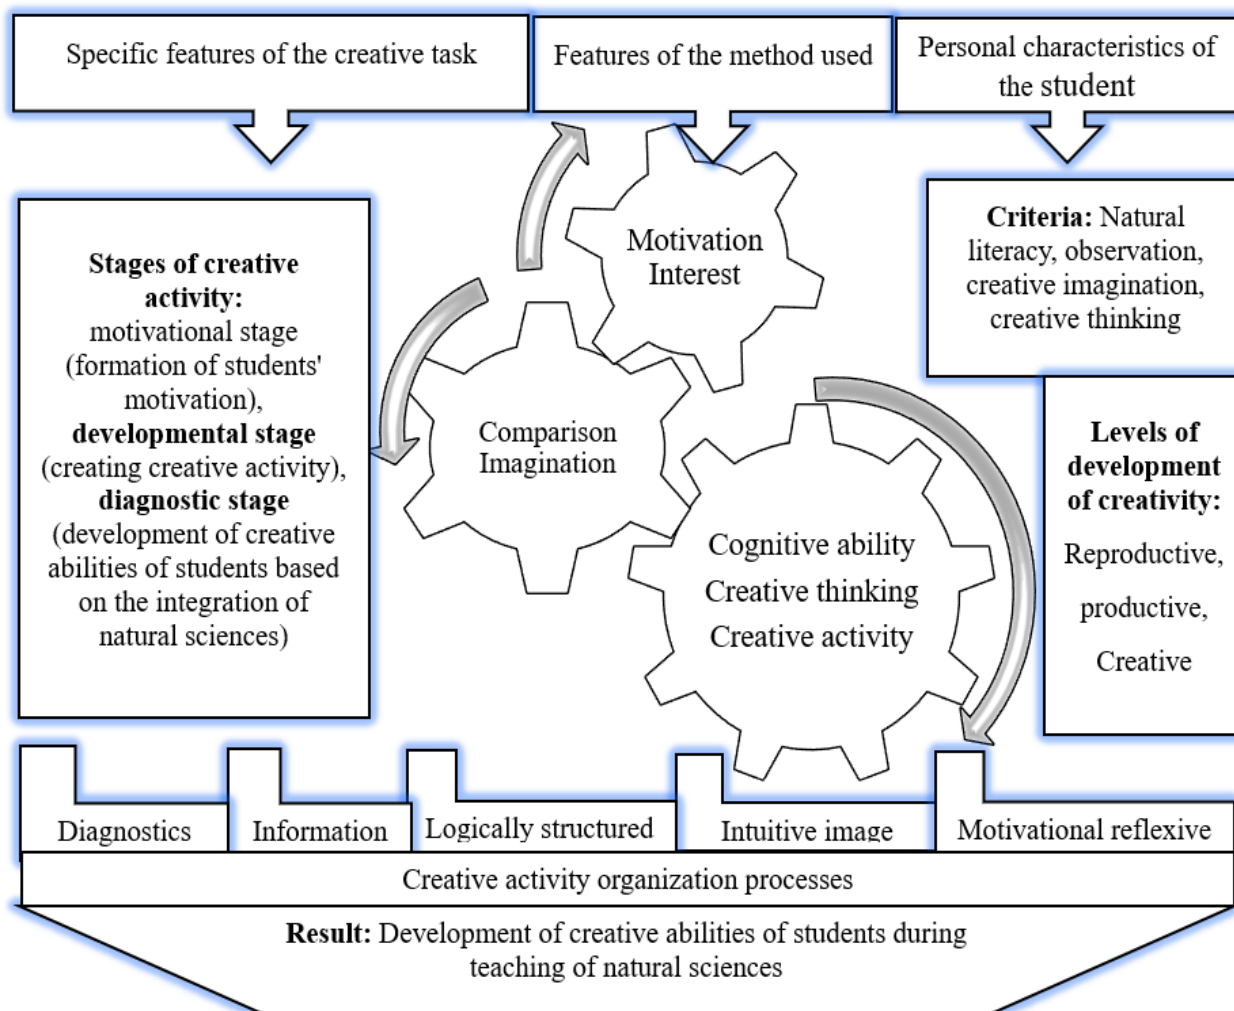 Specific features of the creative task
Features of the method used
Personal characteristics of
the student
Stages of creative
activity:
motivational stage
(formation of students'
motivation),
developmental stage
(creating creative activity),
diagnostic stage
(development of creative
abilities of students based
on the integration of
natural sciences)
Motivation
Interest
Comparison
Imagination
Cognitive ability
Creative thinking
Creative activity
Criteria: Natural
literacy, observation,
creative imagination,
creative thinking
Levels of
development
of creativity:
Reproductive,
productive,
Creative
Diagnostics
Information
Logically structured
Intuitive image
Motivational reflexive
Creative activity organization processes
Result: Development of creative abilities of students during
teaching of natural sciences